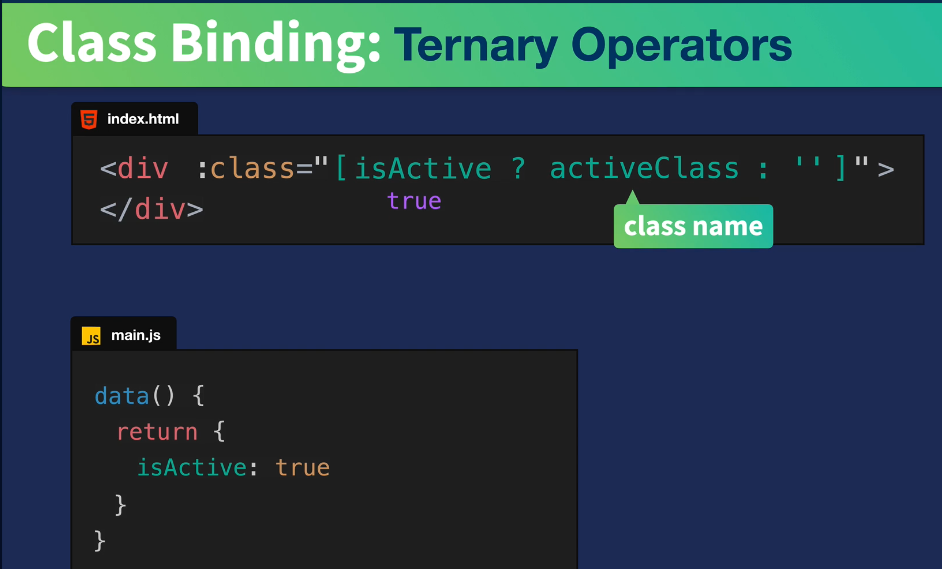 Class Binding: Ternary Operators
index.html
<div :class="[isActive ? activeClass : '']">
true
</div>
class name
JS main.js
data() {
return {
isActive: true
}
}